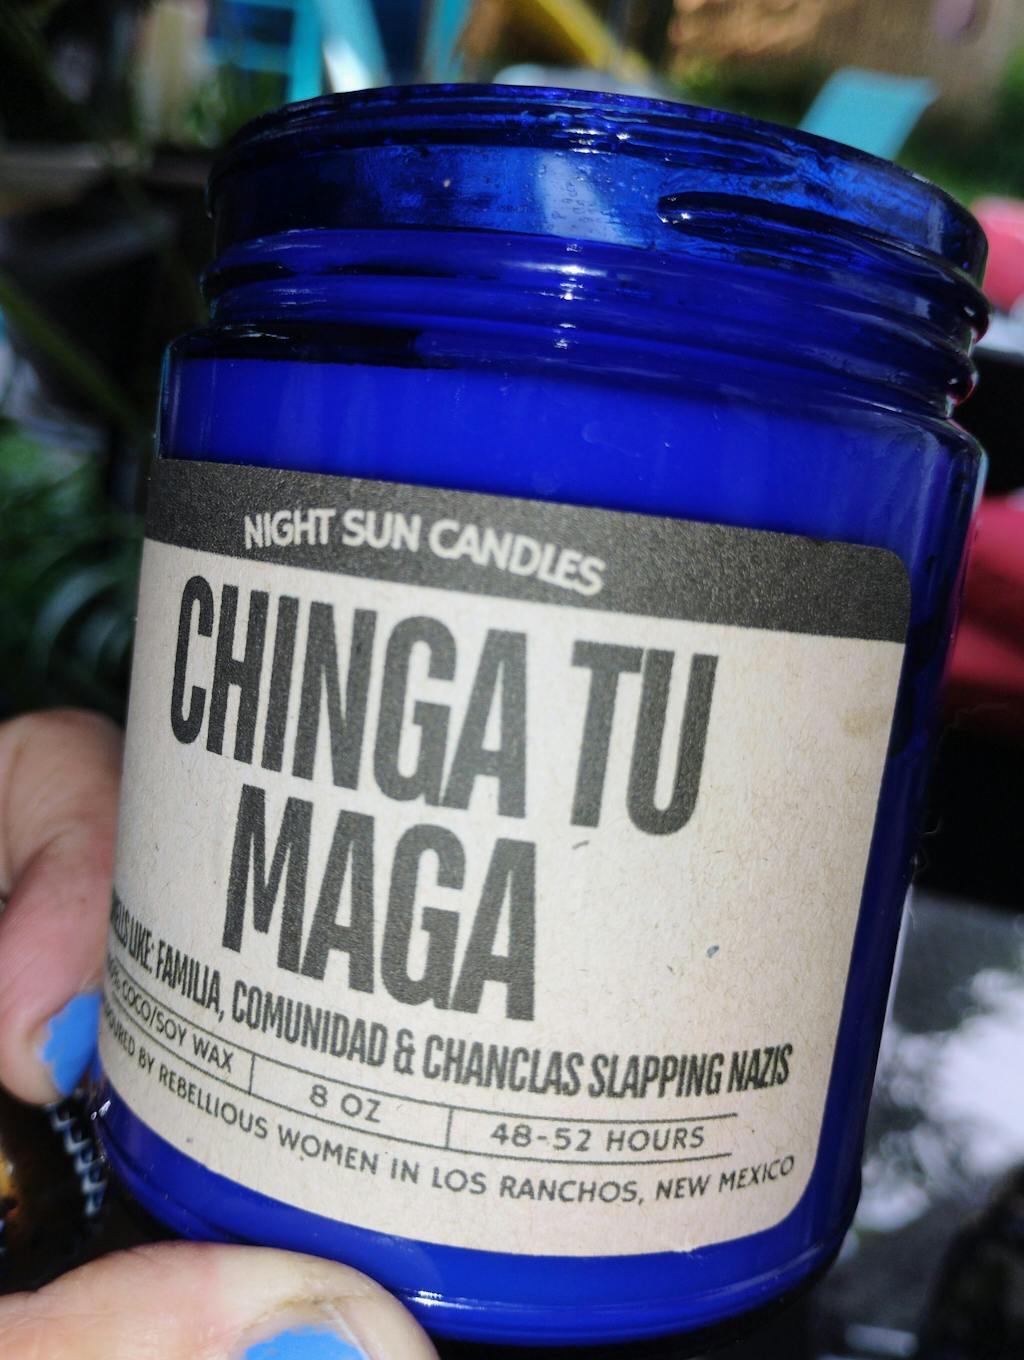 NIGHT SUN CANDLES
CHINGA TU
MAGA
LIKE: FAMILIA, COMUNIDAD & CHANCLAS SLAPPING NAZIS
COCO/SOY WAX
8 OZ
48-52 HOURS
BY REBELLIOUS WOMEN IN LOS RANCHOS, NEW MEXICO